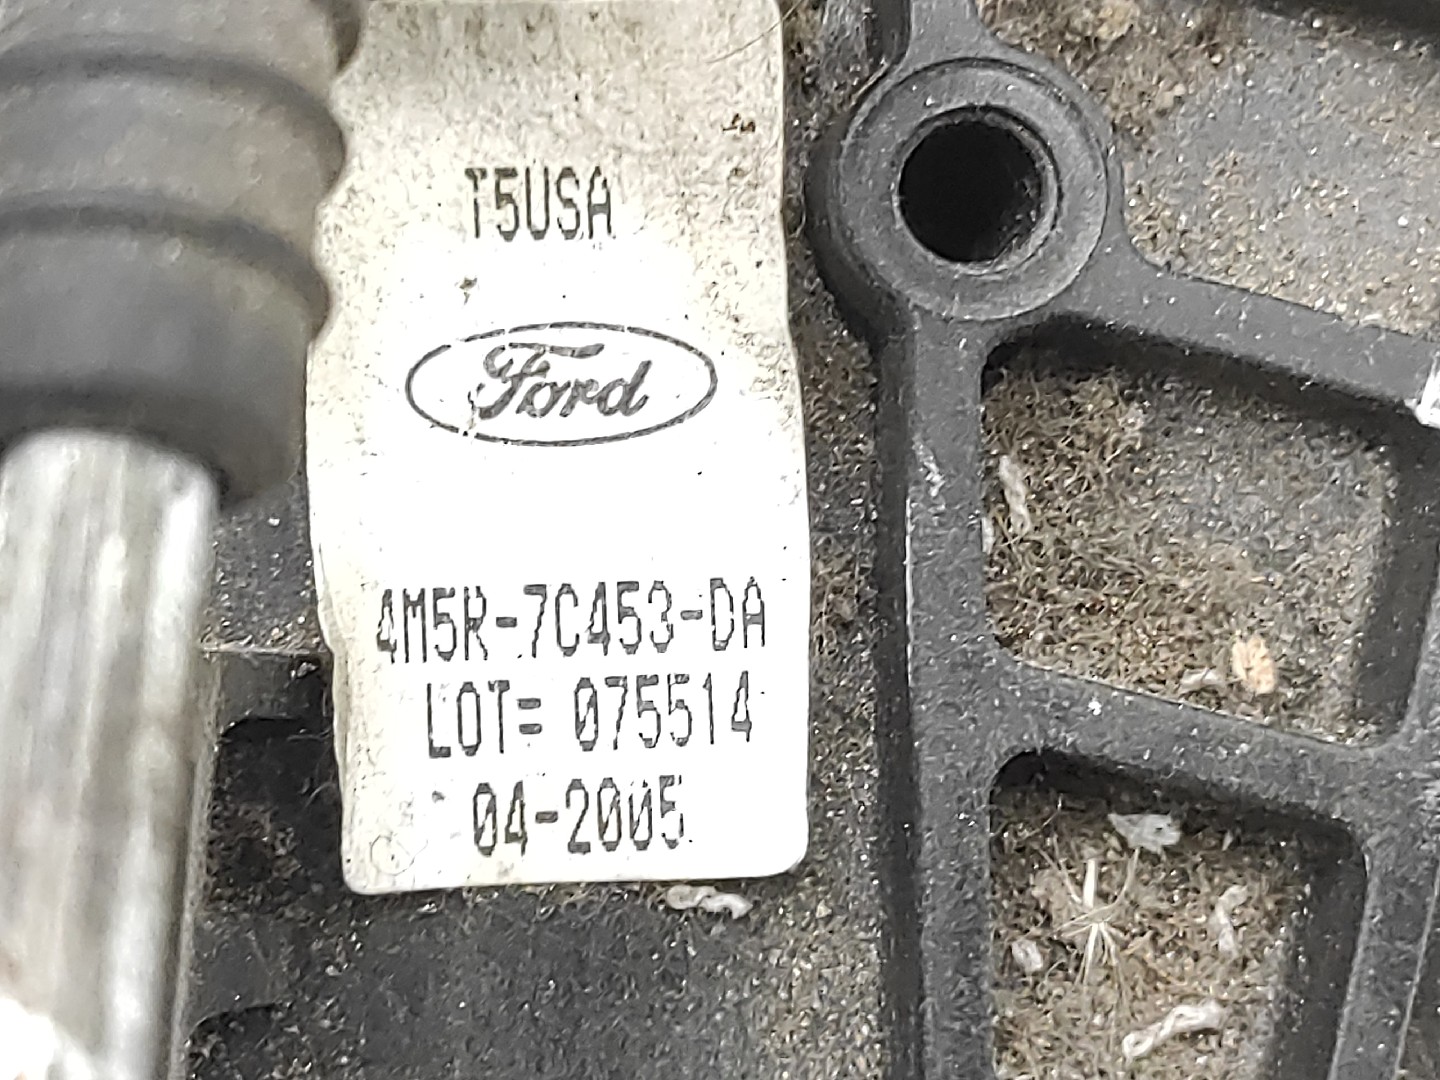 T5USA
Ford
4M5R-7C453-DA
LOT= 075514
04-2005